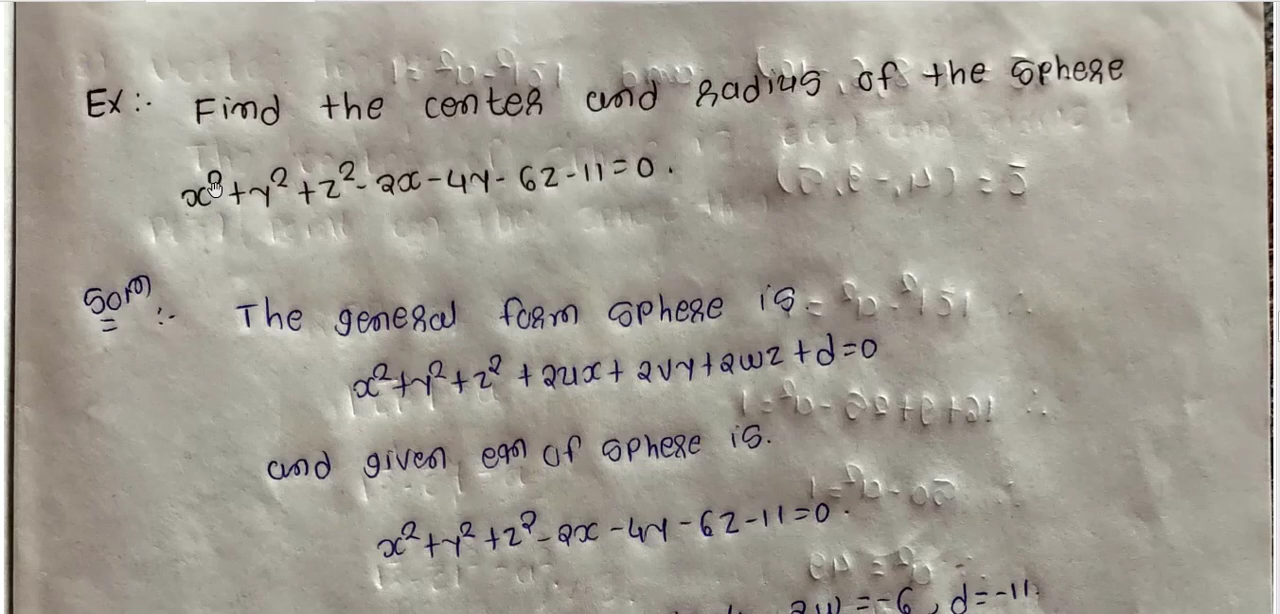 Ex:- Find the center and radius of the sphere
x²+y²+z²-2x-4y-6z-11=0.
Soln:- The general form sphere is
x²+y²+z²+2ux+2vy+2wz+d=0
and given eqn of sphere is.
x²+y²+z²-2x-4y-6z-11=0.
2w=-6, d=-11.